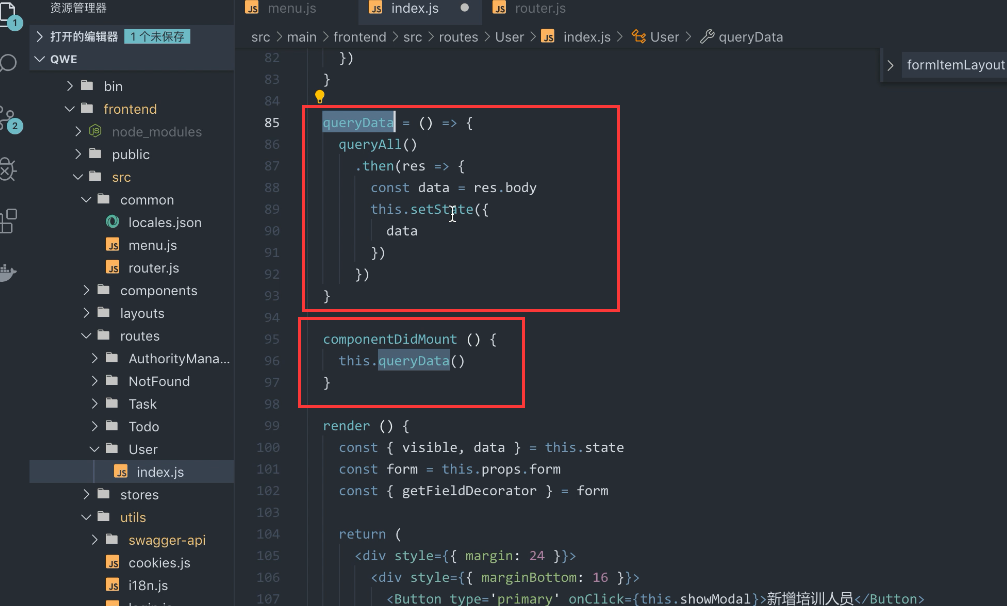 资源管理器
1
打开的编辑器 1 个未保存
QWE
bin
frontend
node_modules
public
src
common
locales.json
menu.js
router.js
components
layouts
routes
AuthorityMana...
NotFound
Task
Todo
User
index.js
stores
utils
swagger-api
cookies.js
i18n.js
2
JS menu.js JS index.js JS router.js
src > main > frontend > src > routes > User > JS index.js > User > queryData
formItemLayout
82 })
83 }
84
85 queryData = () => {
86 queryAll()
87 .then(res => {
88 const data = res.body
89 this.setState({
90 data
91 })
92 })
93 }
94
95 componentDidMount () {
96 this.queryData()
97 }
98
99 render () {
100 const { visible, data } = this.state
101 const form = this.props.form
102 const { getFieldDecorator } = form
103
104 return (
105 <div style={{ margin: 24 }}>
106 <div style={{ marginBottom: 16 }}>
107 <Button type='primary' onClick={this.showModal}>新增培训人员</Button>